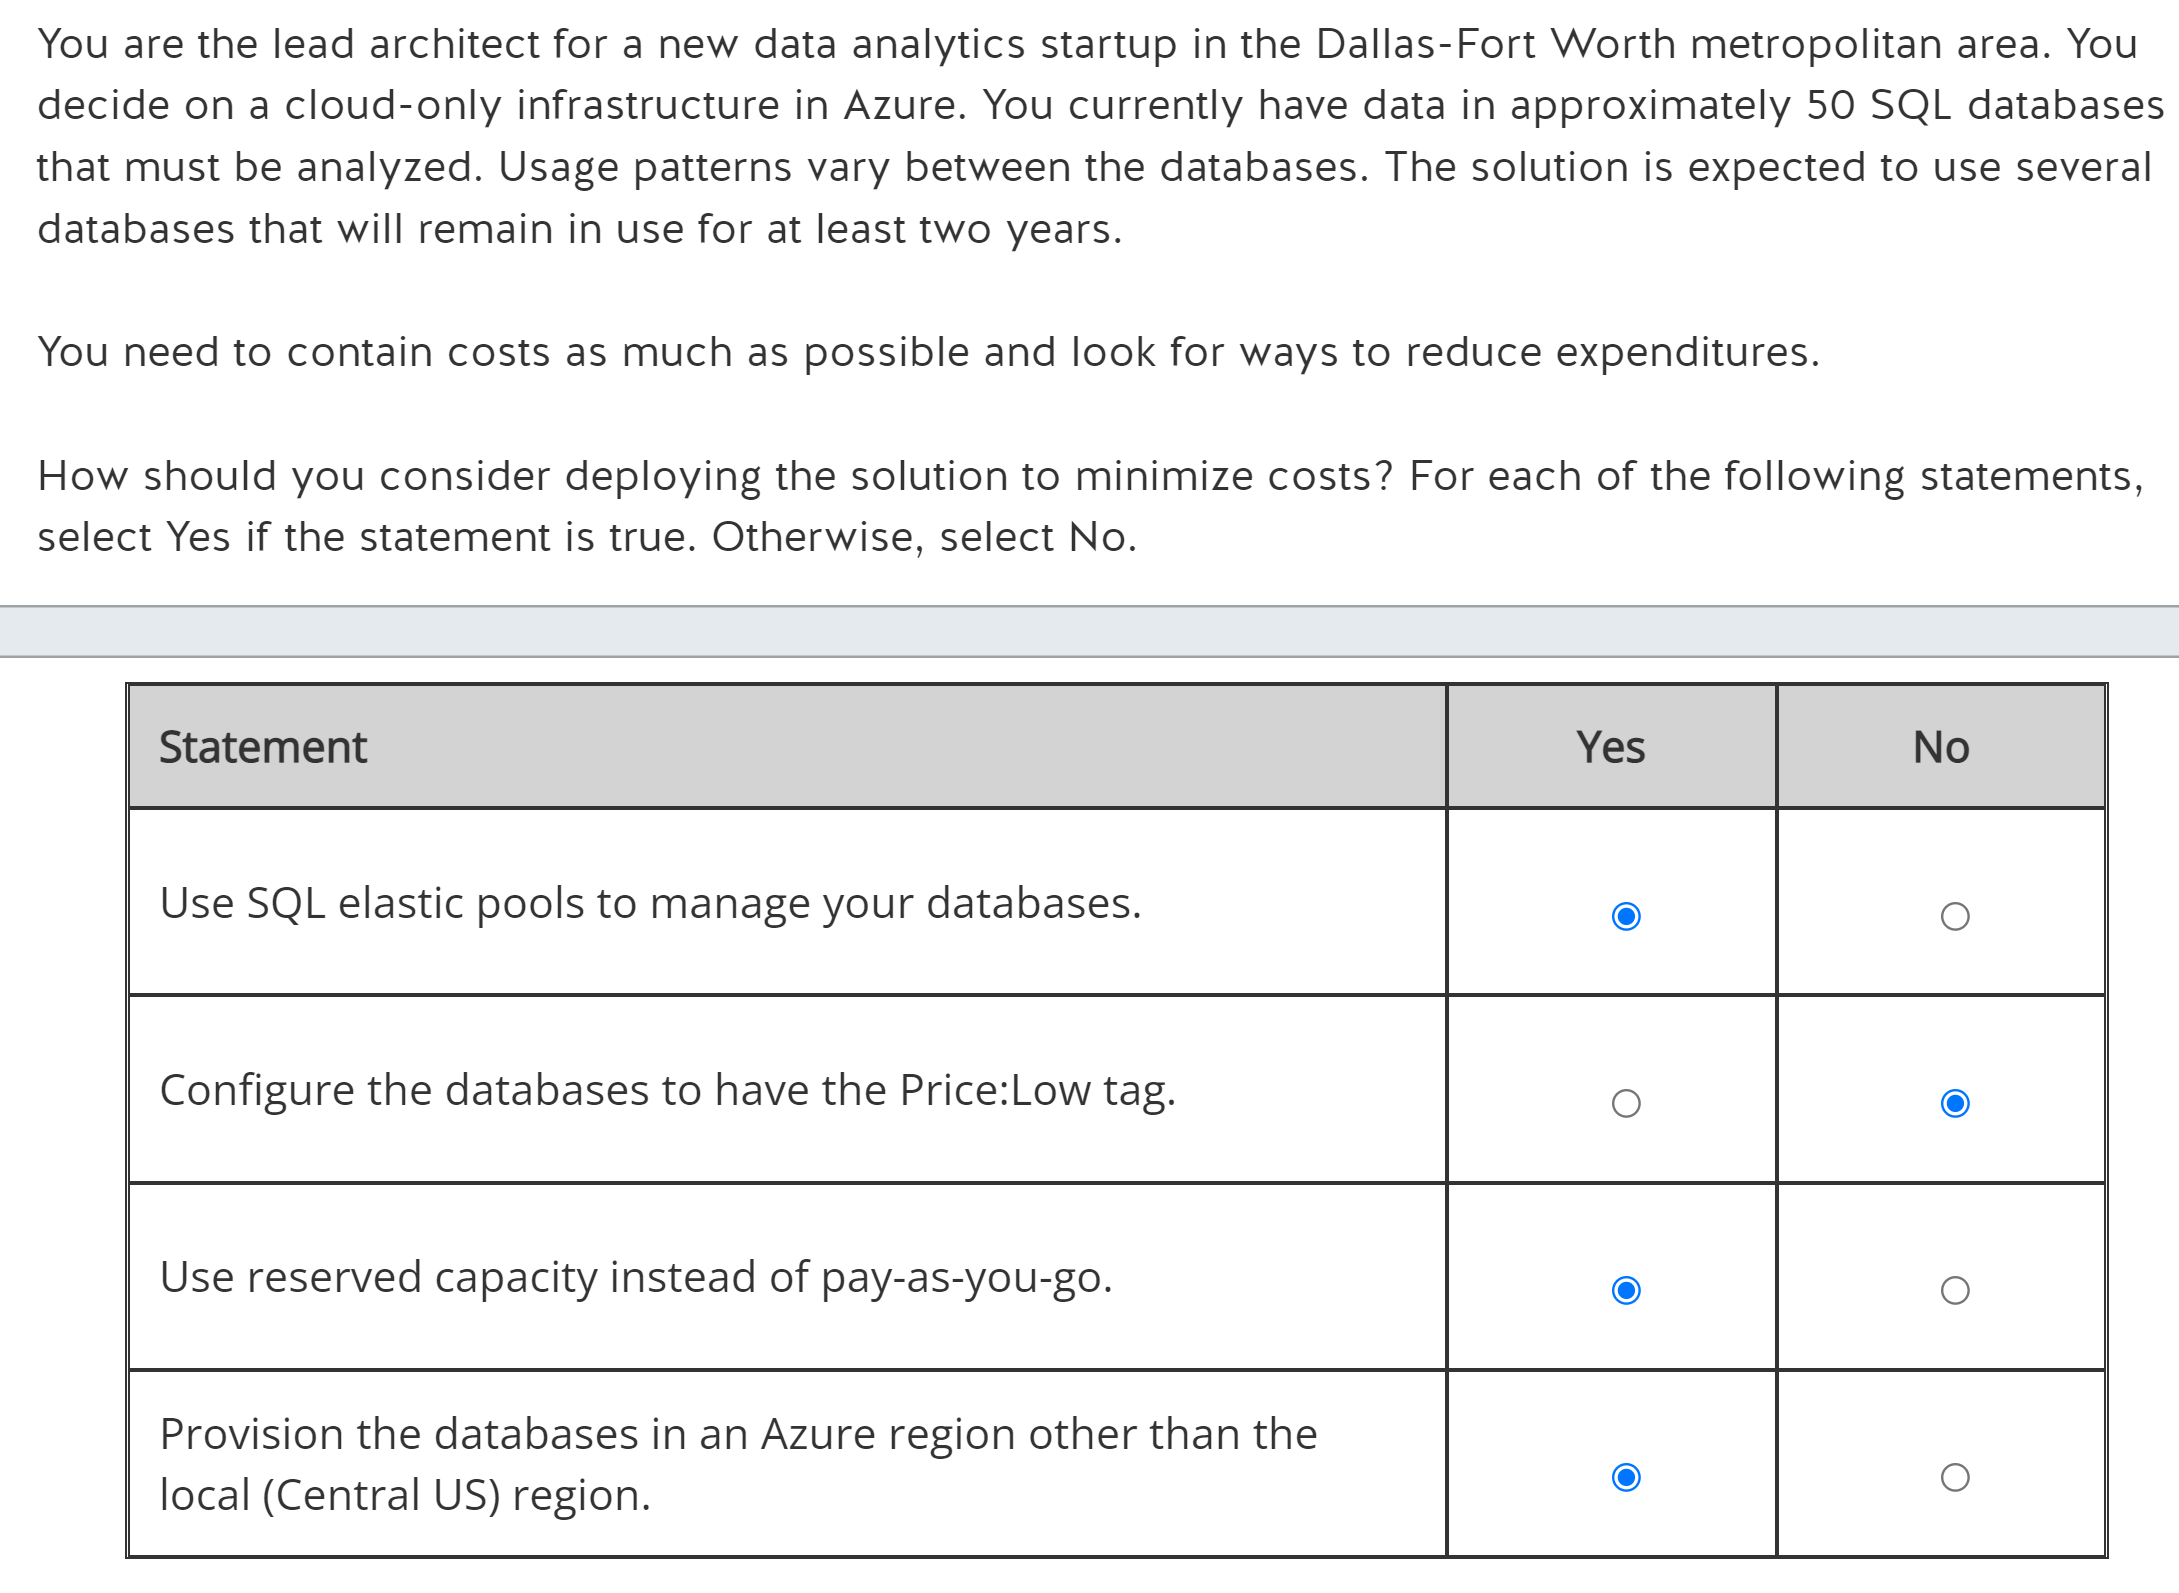 You are the lead architect for a new data analytics startup in the Dallas-Fort Worth metropolitan area. You
decide on a cloud-only infrastructure in Azure. You currently have data in approximately 50 SQL databases
that must be analyzed. Usage patterns vary between the databases. The solution is expected to use several
databases that will remain in use for at least two years.
You need to contain costs as much as possible and look for ways to reduce expenditures.
How should you consider deploying the solution to minimize costs? For each of the following statements,
select Yes if the statement is true. Otherwise, select No.
Statement Yes No
Use SQL elastic pools to manage your databases.
Configure the databases to have the Price:Low tag.
Use reserved capacity instead of pay-as-you-go.
Provision the databases in an Azure region other than the
local (Central US) region.